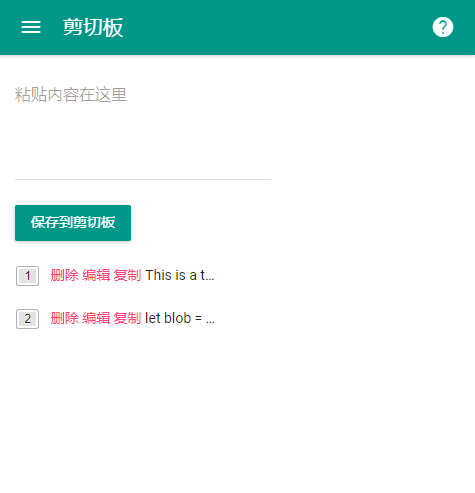 剪切板
粘贴内容在这里
保存到剪切板
1 删除 编辑 复制 This is a t...
2 删除 编辑 复制 let blob = ...